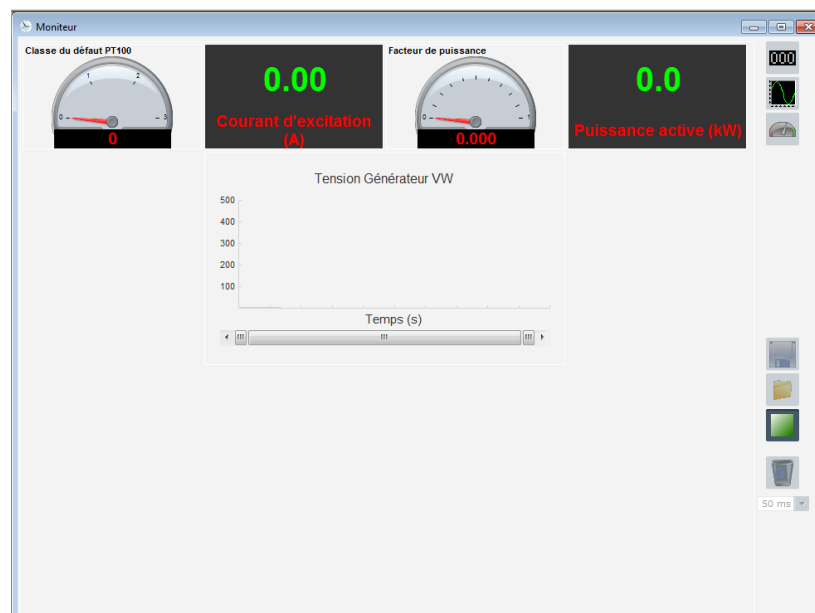 Moniteur
Classe du défaut PT100
0
1
2
3
0
0.00
Courant d'excitation
(A)
Facteur de puissance
0
1
0.000
0.0
Puissance active (kW)
000
Tension Générateur VW
500
400
300
200
100
Temps (s)
50 ms